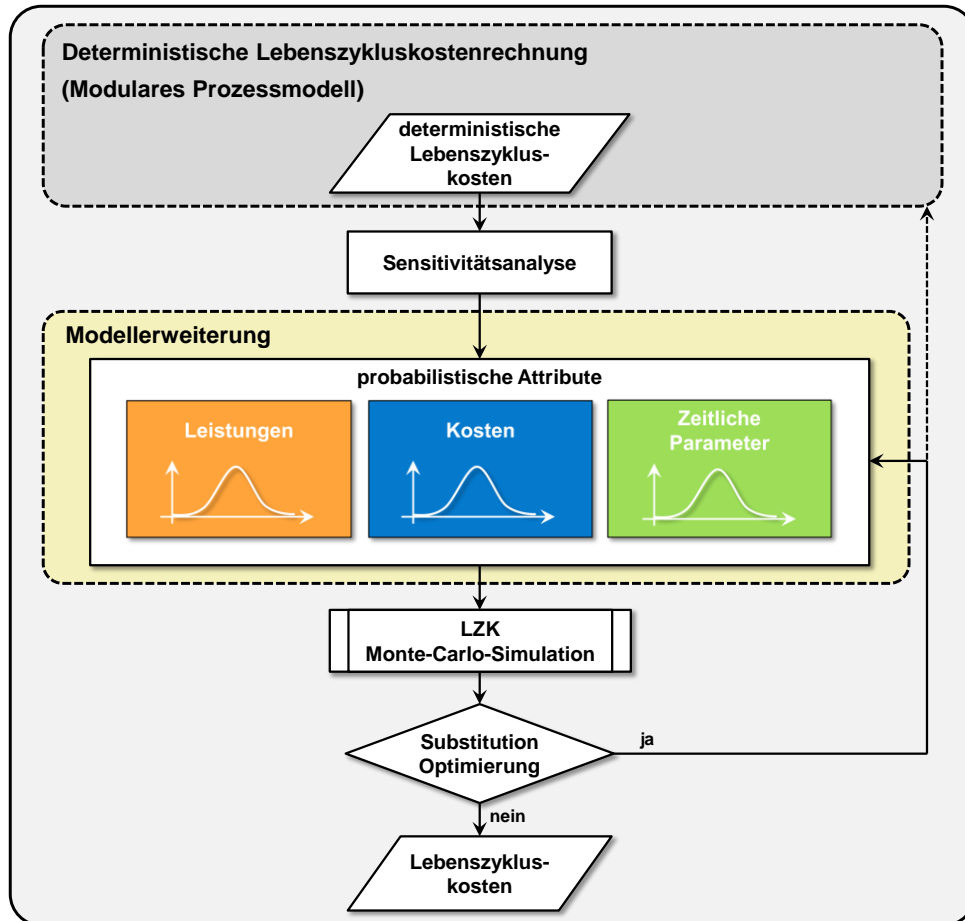 Deterministische Lebenszykluskostenrechnung
(Modulares Prozessmodell)
deterministische
Lebenszyklus-
kosten
Sensitivitätsanalyse
Modellerweiterung
probabilistische Attribute
Leistungen
Kosten
Zeitliche
Parameter
LZK
Monte-Carlo-Simulation
Substitution
Optimierung
ja
nein
Lebenszyklus-
kosten